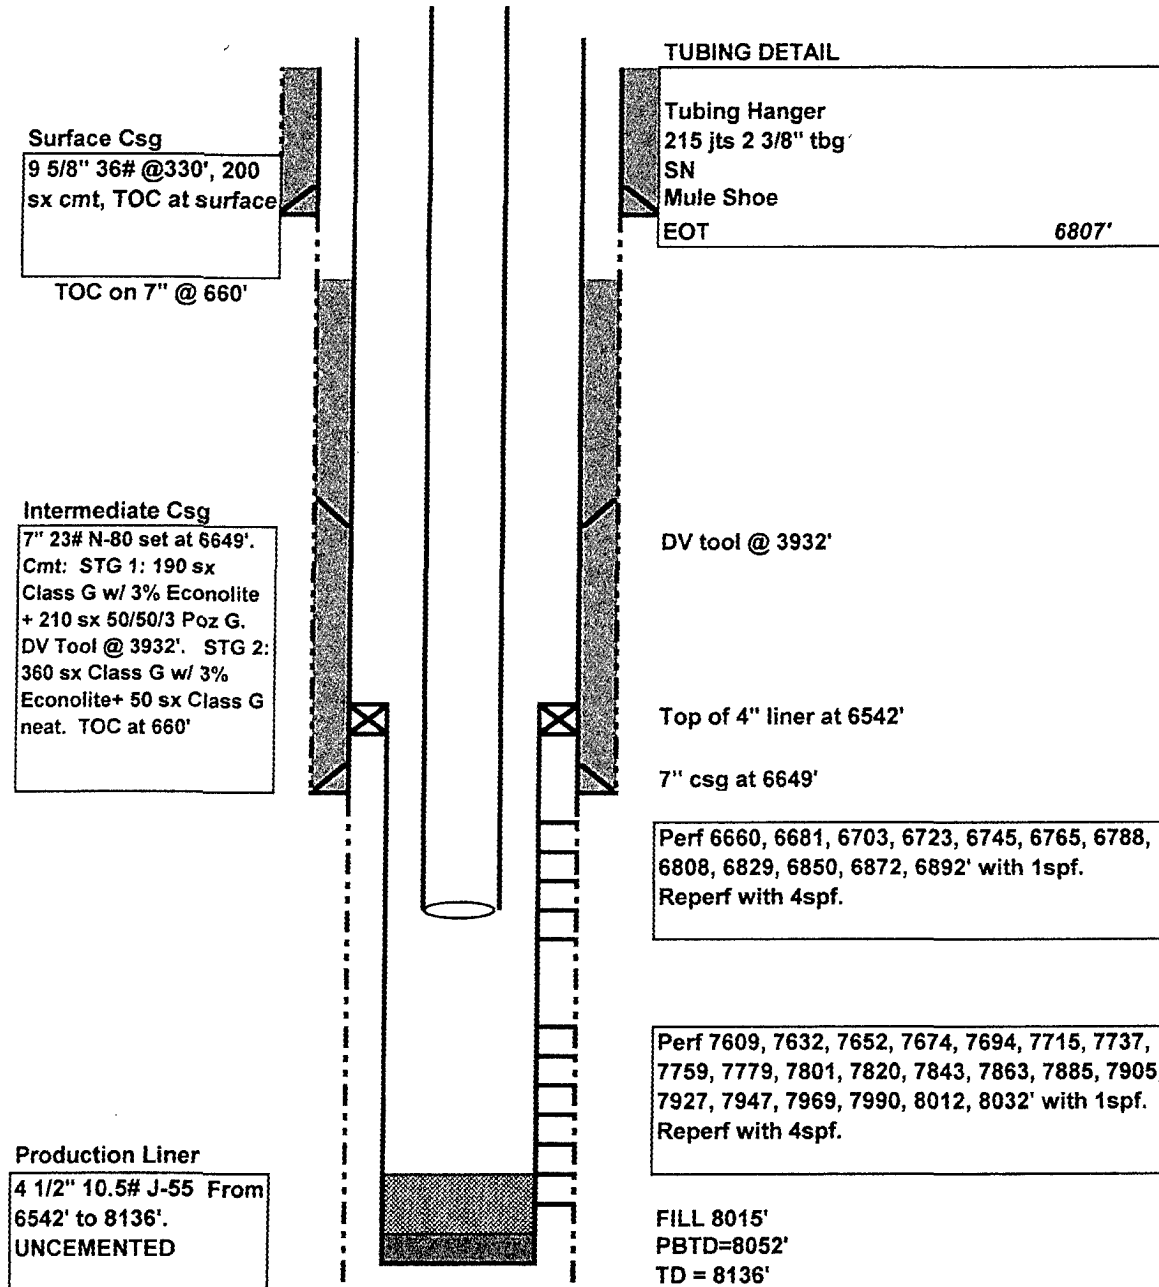 TUBING DETAIL
Tubing Hanger
215 jts 2 3/8" tbg
SN
Mule Shoe
EOT 6807'
Surface Csg
9 5/8" 36# @330', 200
sx cmt, TOC at surface
TOC on 7" @ 660'
Intermediate Csg
7" 23# N-80 set at 6649'.
Cmt: STG 1: 190 sx
Class G w/ 3% Econolite
+ 210 sx 50/50/3 Poz G.
DV Tool @ 3932'. STG 2:
360 sx Class G w/ 3%
Econolite+ 50 sx Class G
neat. TOC at 660'
DV tool @ 3932'
Top of 4" liner at 6542'
7" csg at 6649'
Perf 6660, 6681, 6703, 6723, 6745, 6765, 6788,
6808, 6829, 6850, 6872, 6892' with 1spf.
Reperf with 4spf.
Perf 7609, 7632, 7652, 7674, 7694, 7715, 7737,
7759, 7779, 7801, 7820, 7843, 7863, 7885, 7905,
7927, 7947, 7969, 7990, 8012, 8032' with 1spf.
Reperf with 4spf.
Production Liner
4 1/2" 10.5# J-55 From
6542' to 8136'.
UNCEMENTED
FILL 8015'
PBTD=8052'
TD = 8136'